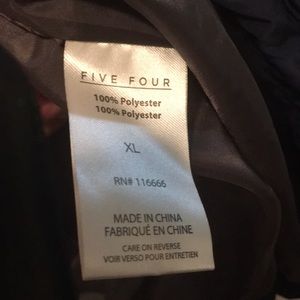 FIVE FOUR
100% Polyester
100% Polyester
XL
RN# 116666
MADE IN CHINA
FABRIQUÉ EN CHINE
CARE ON REVERSE
VOIR VERSO POUR ENTRETIEN